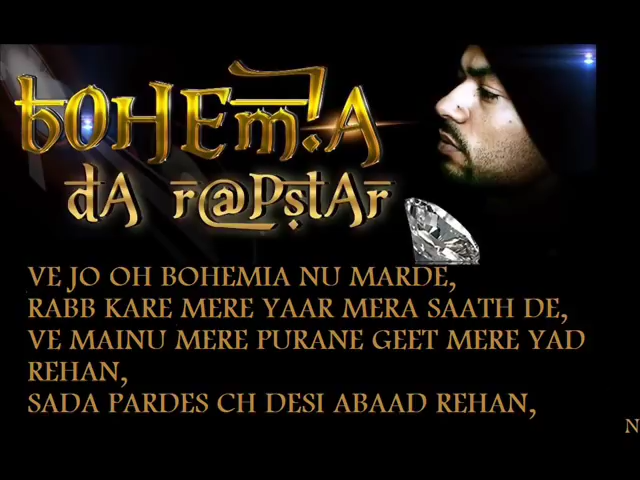 bOHEm!A
dA r@PstAr
VE JO OH BOHEMIA NU MARDE,
RABB KARE MERE YAAR MERA SAATH DE,
VE MAINU MERE PURANE GEET MERE YAD
REHAN,
SADA PARDES CH DESI ABAAD REHAN,
N